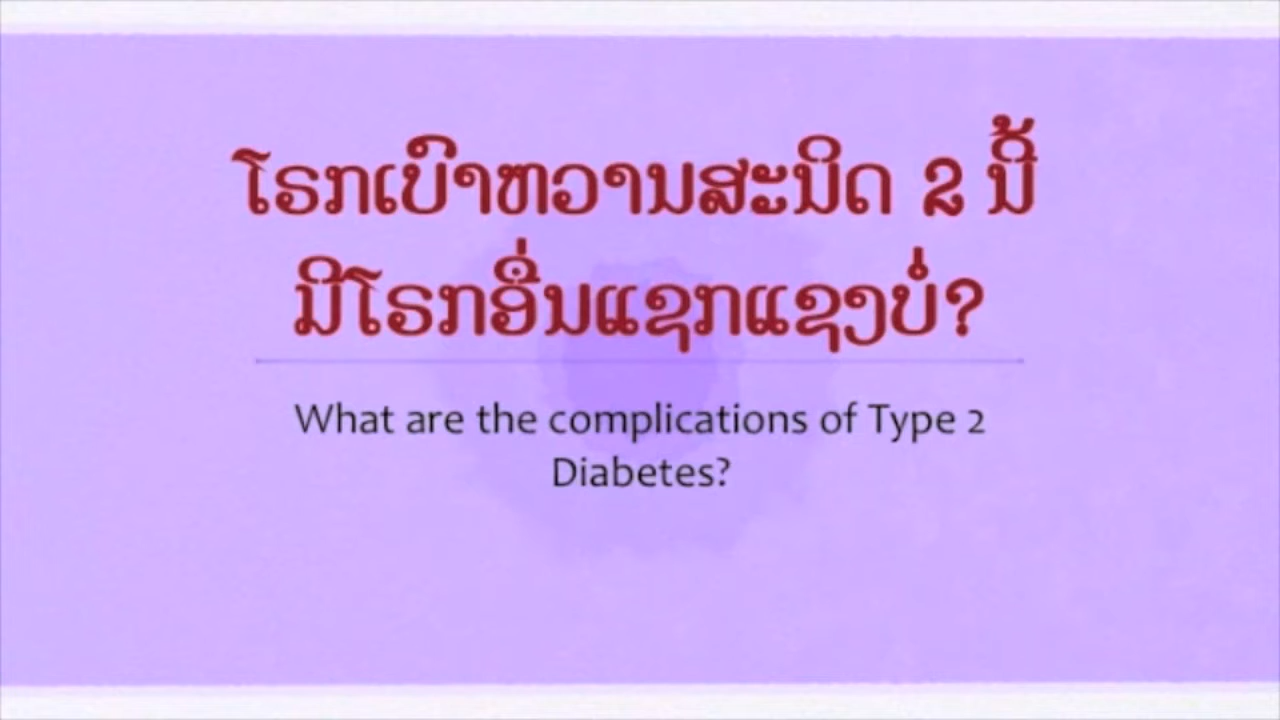 ໂຣກເບົາຫວານສະນິດ ໒ ນີ້
ມີໂຣກອື່ນແຊກແຊງບໍ່?
What are the complications of Type 2
Diabetes?